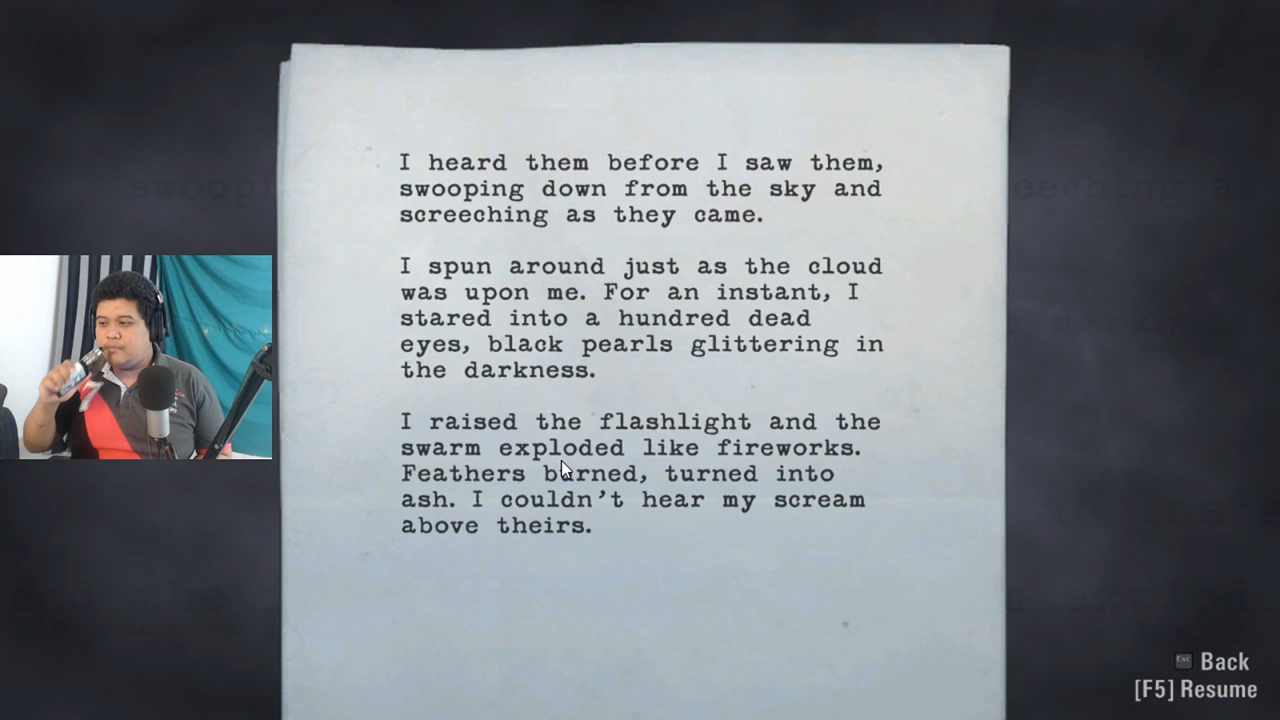 I heard them before I saw them,
swooping down from the sky and
screeching as they came.
I spun around just as the cloud
was upon me. For an instant, I
stared into a hundred dead
eyes, black pearls glittering in
the darkness.
I raised the flashlight and the
swarm exploded like fireworks.
Feathers burned, turned into
ash. I couldn't hear my scream
above theirs.
Esc Back
[F5] Resume